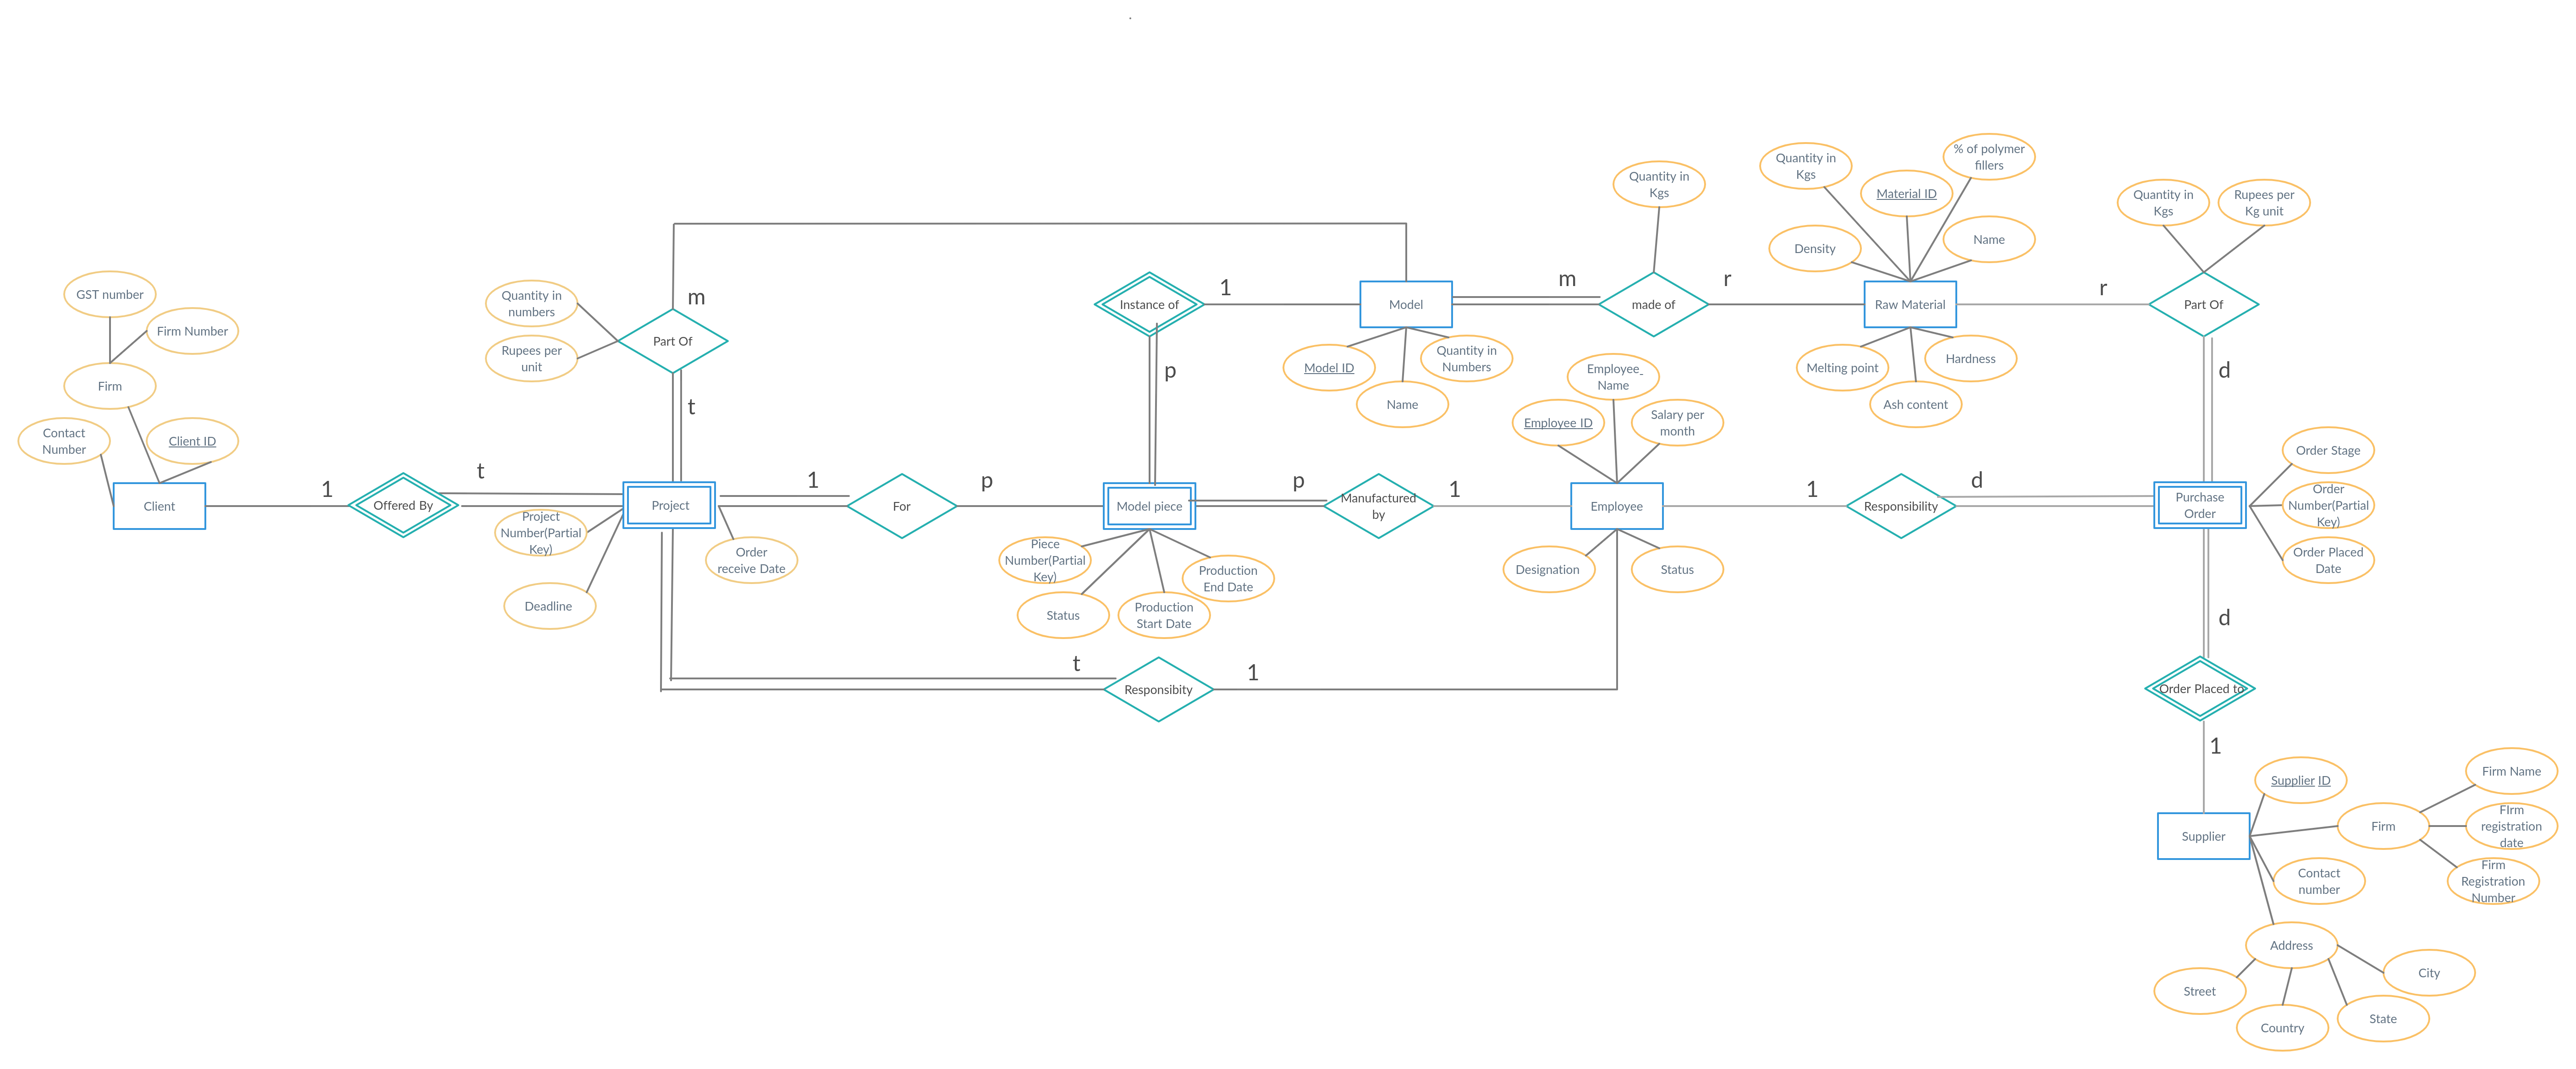 % of polymer
fillers
Quantity in
Kgs
Quantity in
Kgs
Material ID
Quantity in
Kgs
Rupees per
Kg unit
Density
Name
GST number
Firm Number
Quantity in
numbers
m
Part Of
Rupees per
unit
t
Instance of
1
p
Model
m
made of
r
Raw Material
r
Part Of
d
Model ID
Quantity in
Numbers
Name
Melting point
Hardness
Ash content
Firm
Contact
Number
Client ID
Employee_
Name
Employee ID
Salary per
month
Client
1
Offered By
t
Project
1
For
p
Model piece
p
Manufactured
by
1
Employee
1
Responsibility
d
Purchase
Order
Order Stage
Order
Number(Partial
Key)
Order Placed
Date
Project
Number(Partial
Key)
Order
receive Date
Deadline
Piece
Number(Partial
Key)
Production
End Date
Status
Production
Start Date
Designation
Status
d
t
Responsibity
1
Order Placed to
1
Supplier
Supplier ID
Firm
Firm Name
FIrm
registration
date
Firm
Registration
Number
Contact
number
Address
Street
Country
State
City